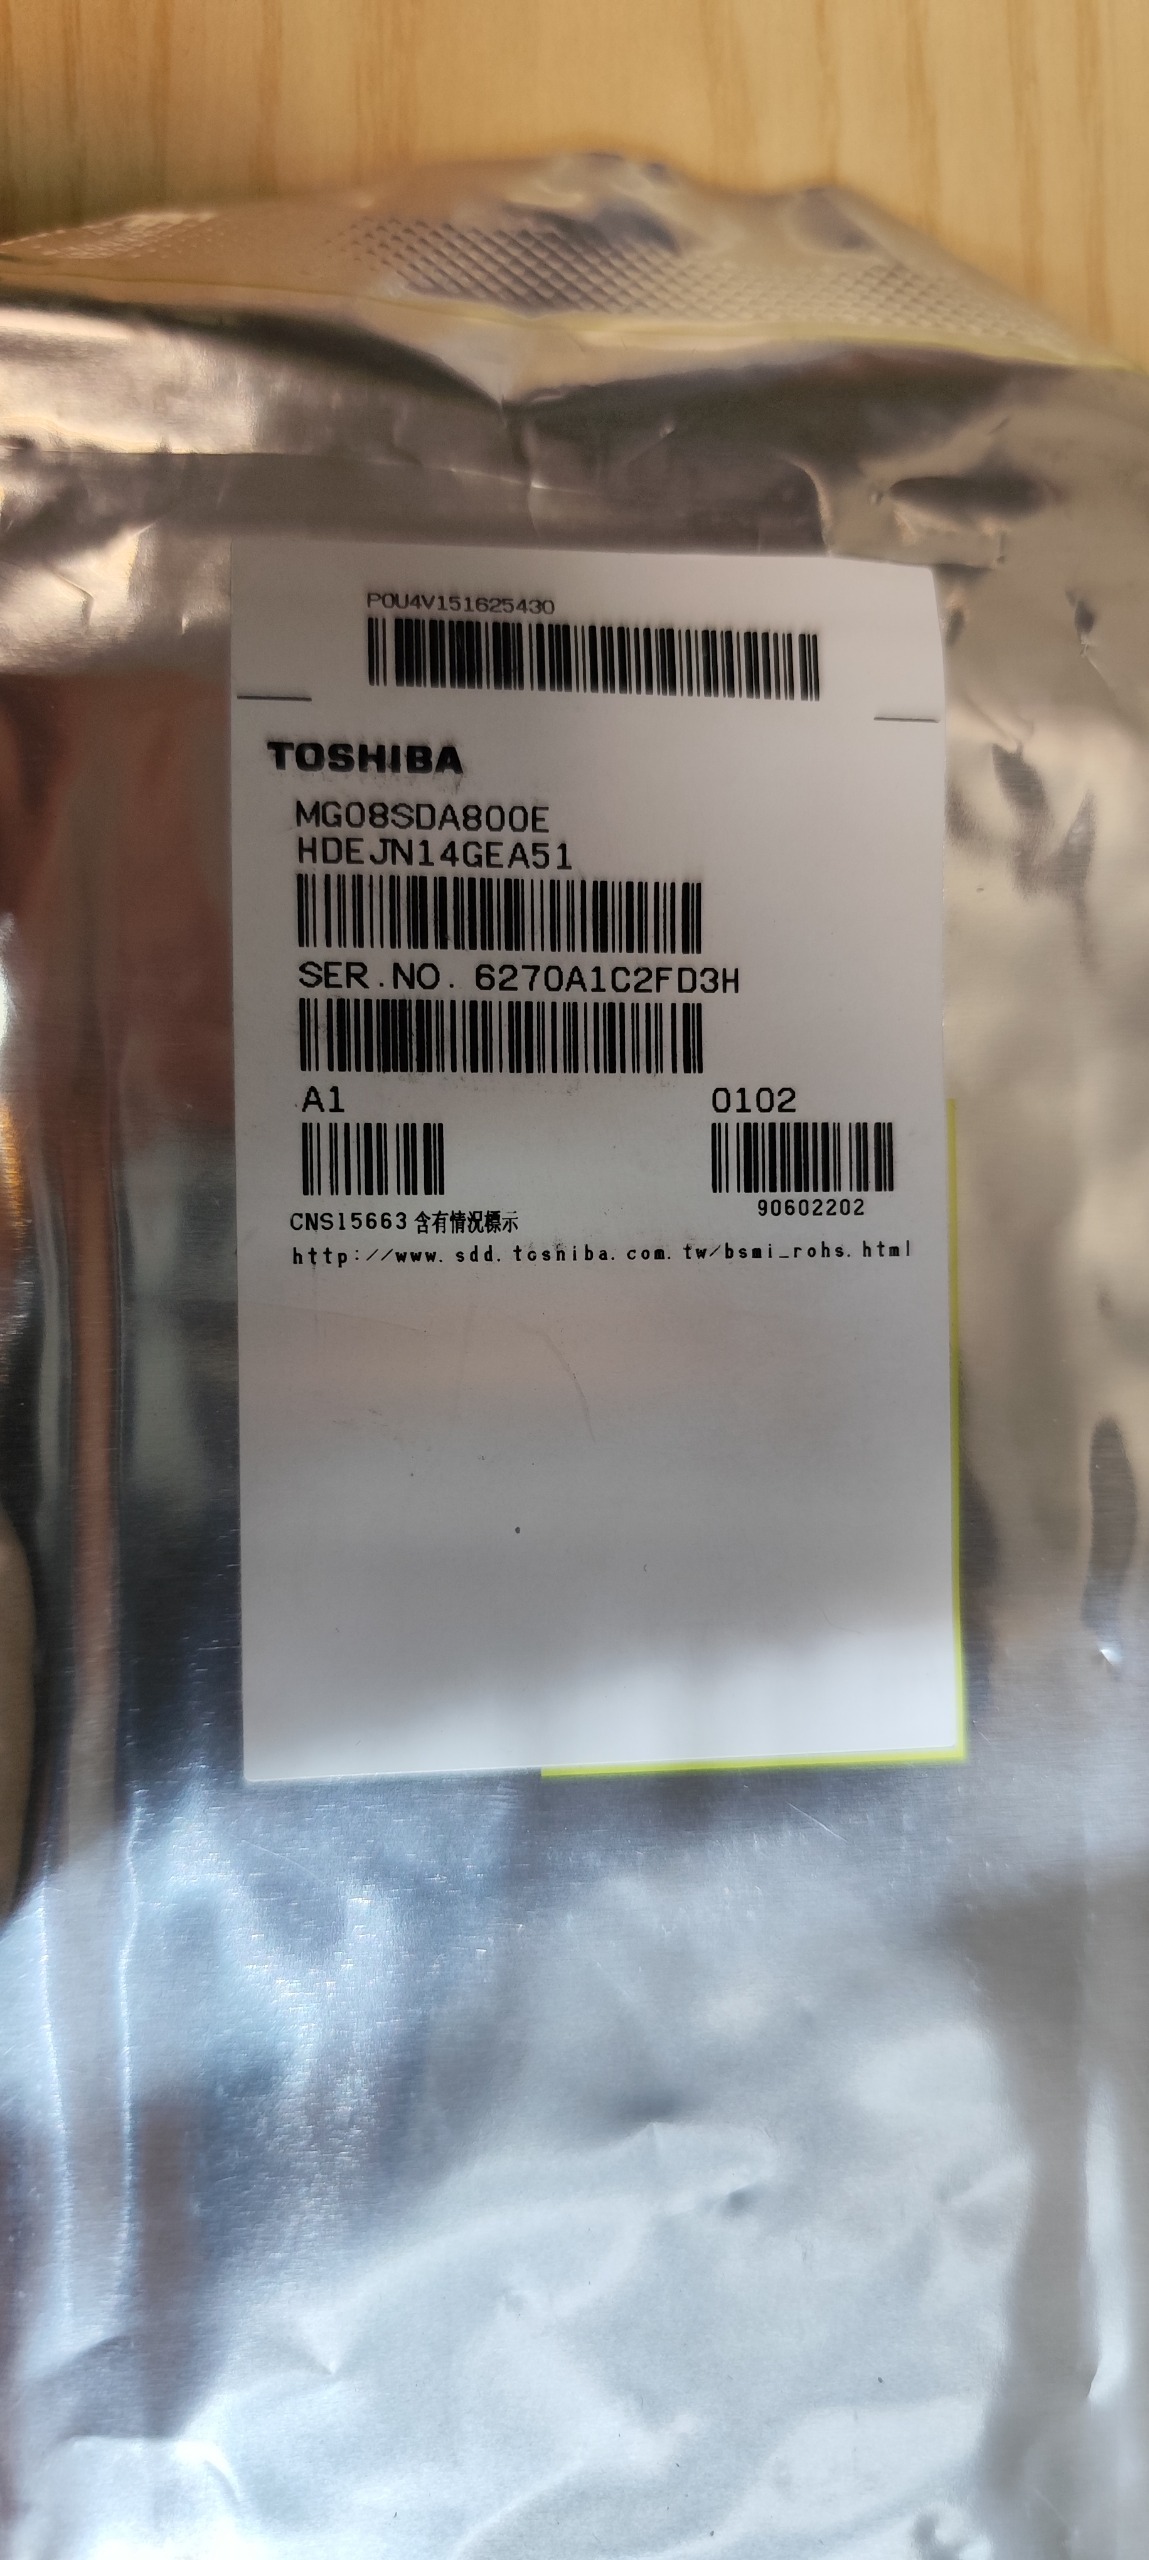 P0U4V151625430
TOSHIBA
MG08SDA800E
HDEJN14GEA51
SER.NO. 6270A1C2FD3H
A1
0102
90602202
CNS15663 含有情況標示
http://www.sdd.toshiba.com.tw/bsmi_rohs.html